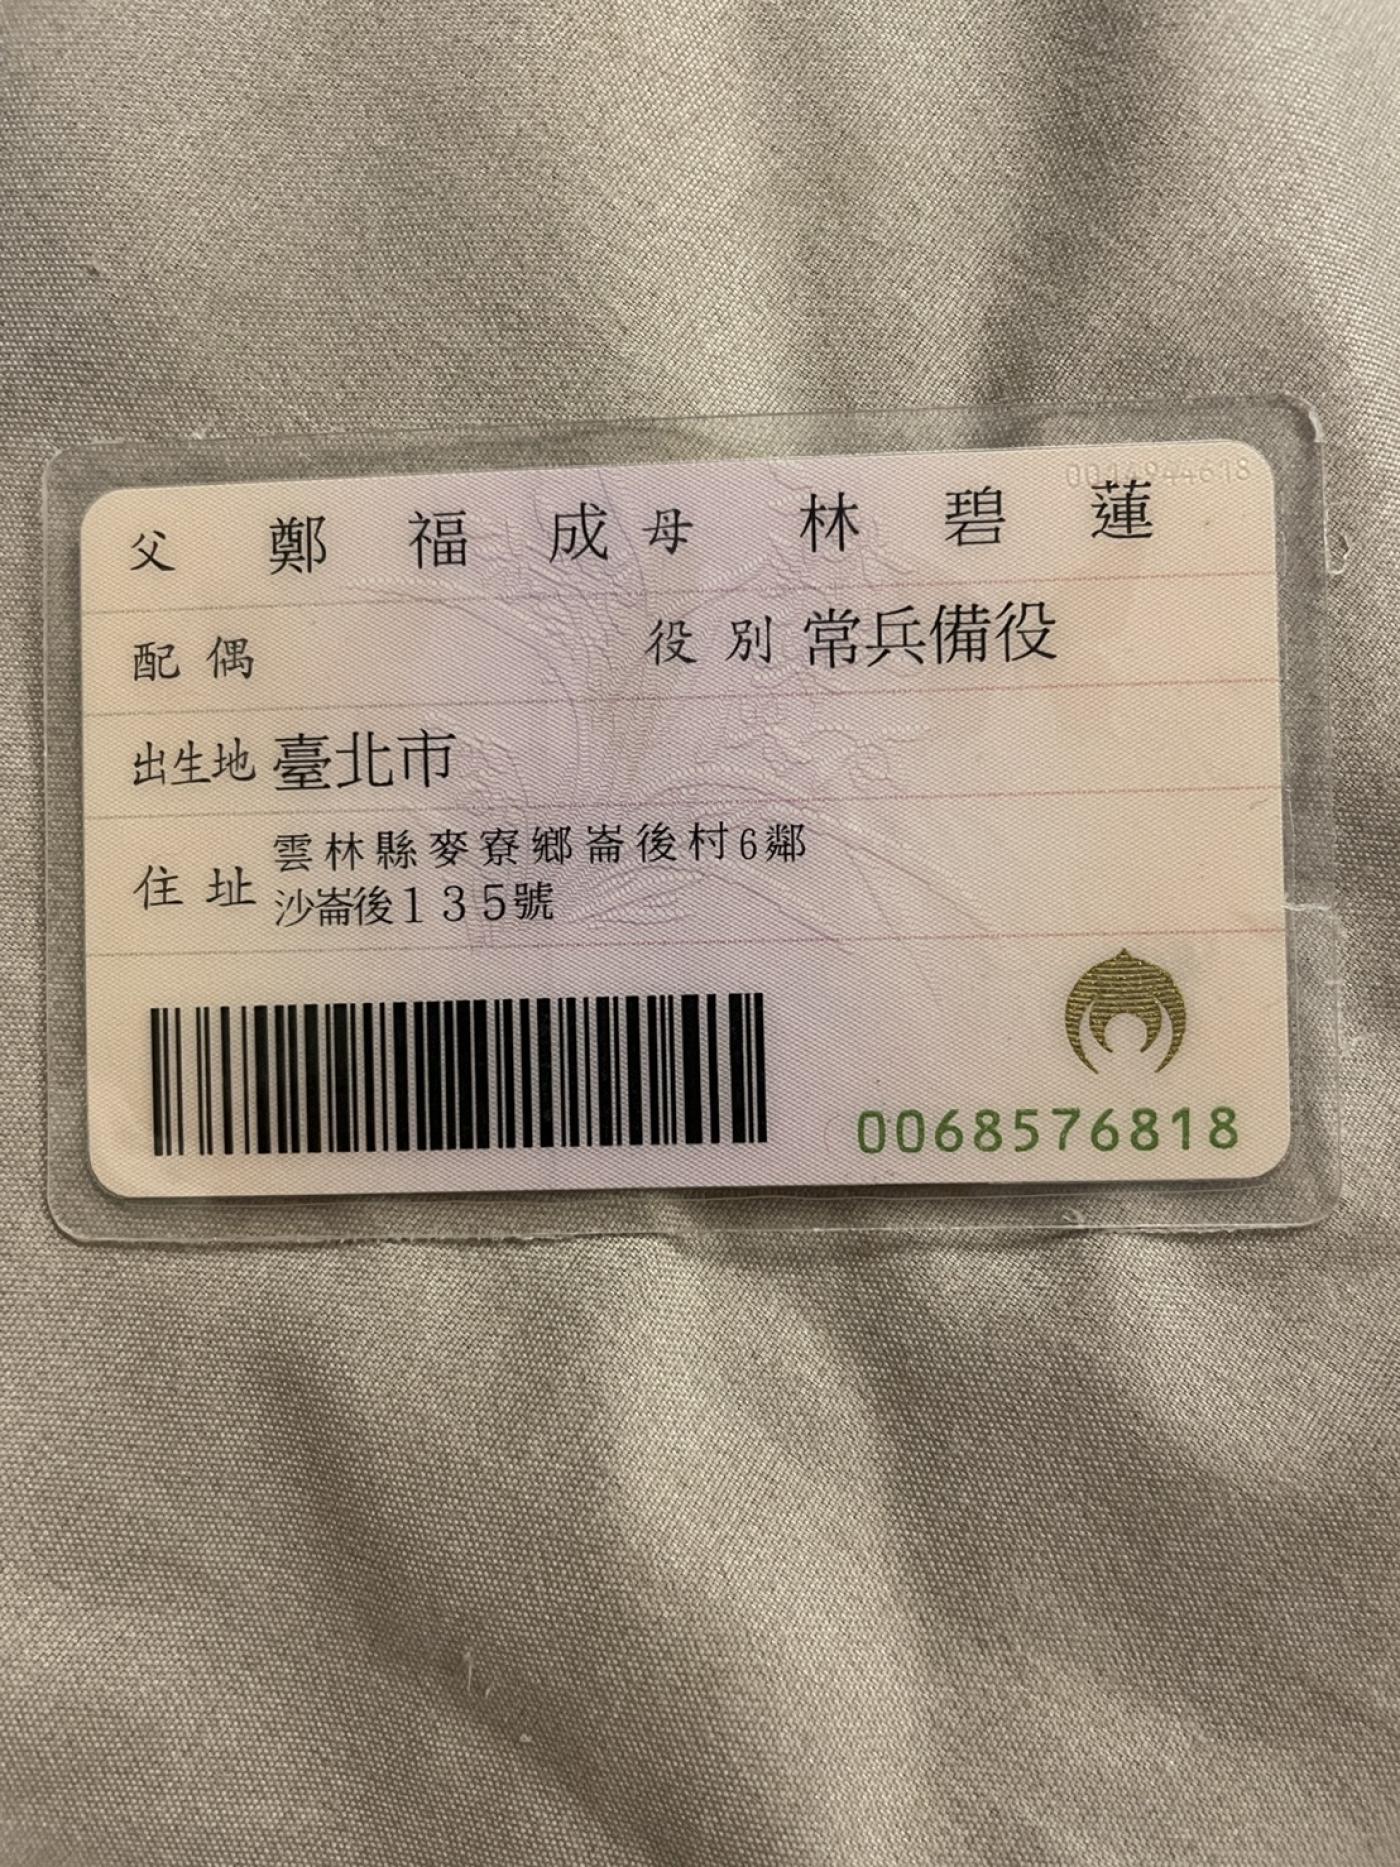 父 鄭福成 母 林碧蓮
配偶 役別 常兵備役
出生地 臺北市
住址 雲林縣麥寮鄉崙後村6鄰
沙崙後135號
0068576818